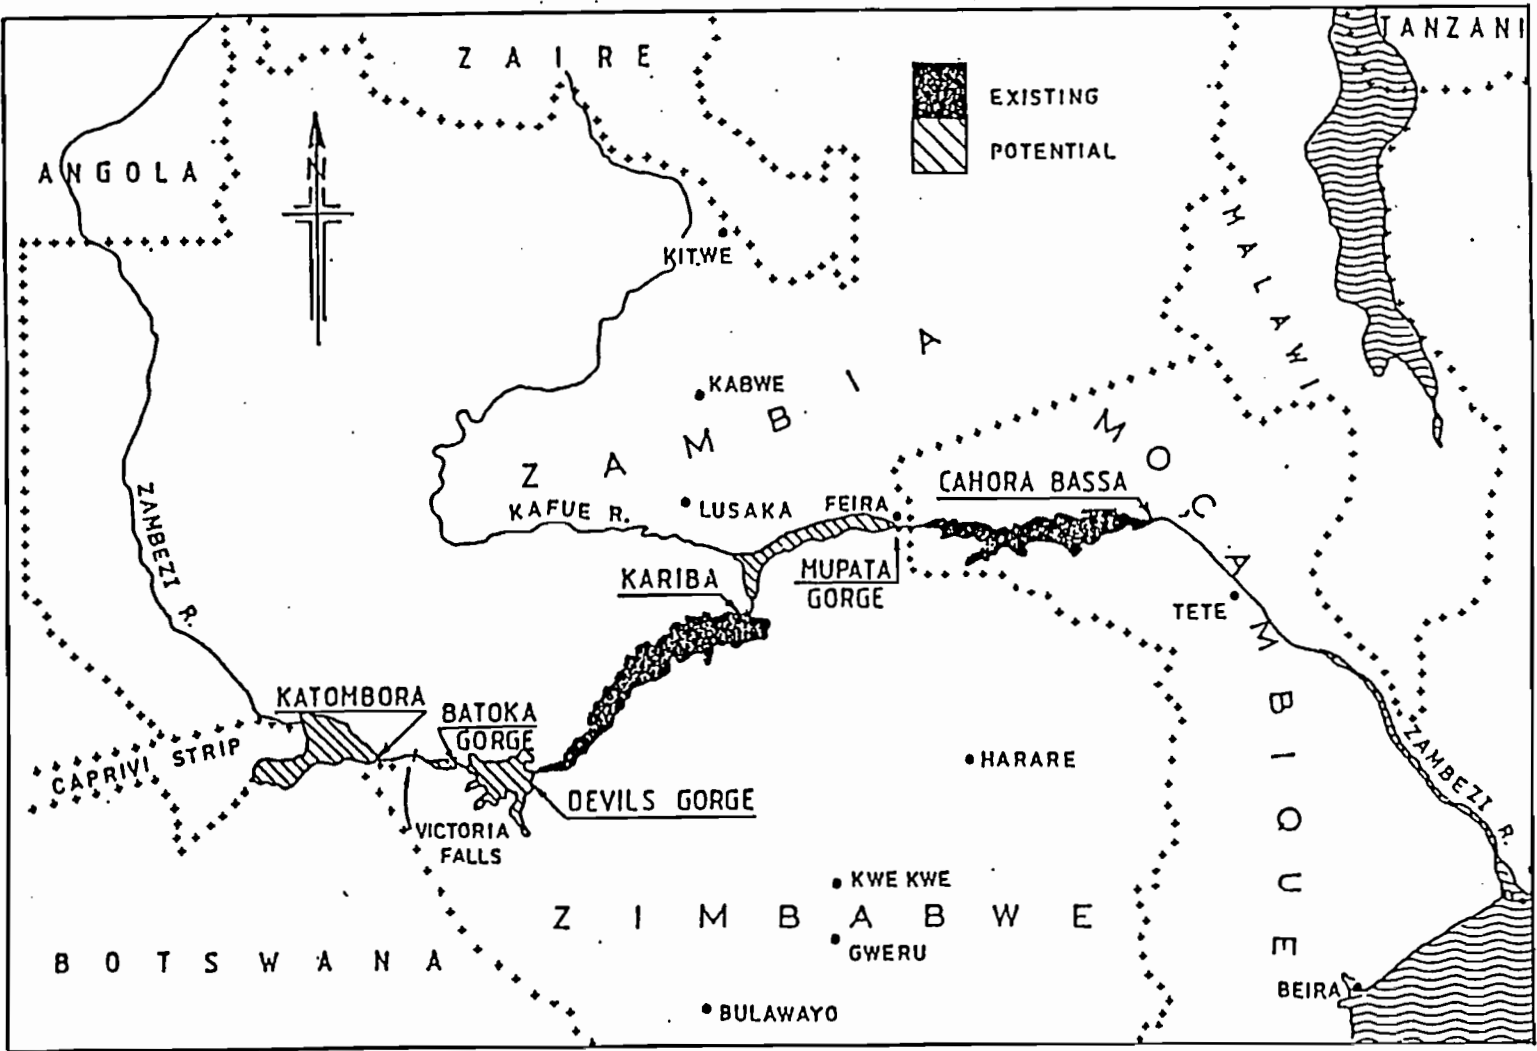 ZAIRE
TANZANI
EXISTING
POTENTIAL
ANGOLA
N
MALAWI
KITWE
KABWE
ZAMBIA
MOÇAMBIQUE
CAHORA BASSA
FEIRA
KAFUE R.
LUSAKA
ZAMBEZI R.
KARIBA
MUPATA
GORGE
TETE
KATOMBORA
BATOKA
GORGE
CAPRIVI STRIP
ZAMBEZI R.
HARARE
DEVILS GORGE
VICTORIA
FALLS
KWE KWE
ZIMBABWE
GWERU
BOTSWANA
BEIRA
BULAWAYO